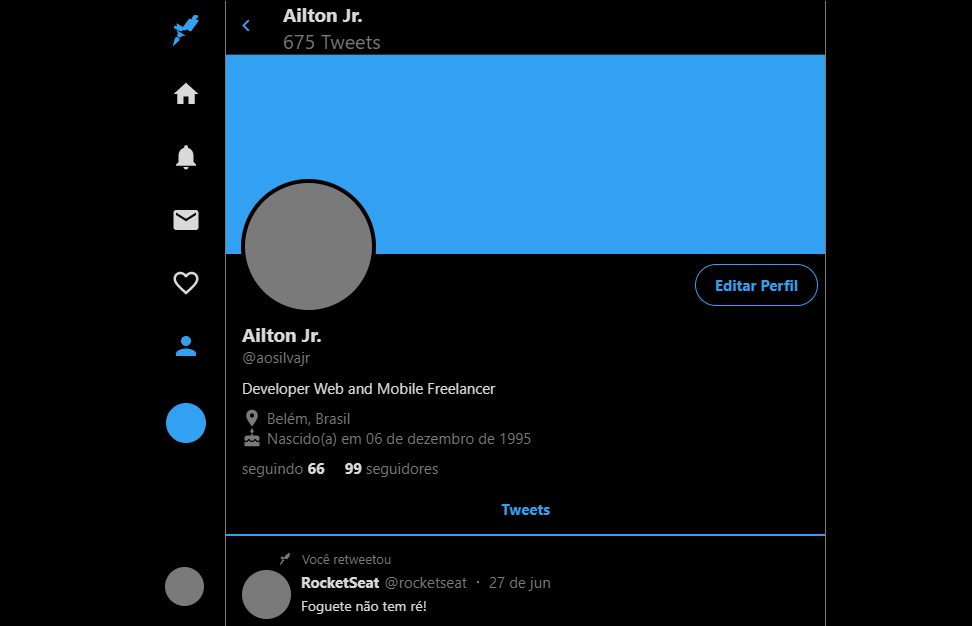 Ailton Jr.
675 Tweets
Editar Perfil
Ailton Jr.
@aosilvajr
Developer Web and Mobile Freelancer
Belém, Brasil
Nascido(a) em 06 de dezembro de 1995
seguindo 66 99 seguidores
Tweets
Você retweetou
RocketSeat @rocketseat · 27 de jun
Foguete não tem ré!